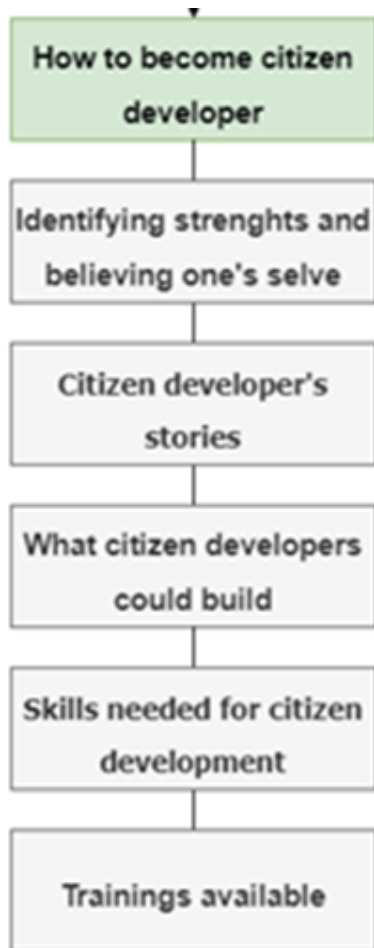 How to become citizen
developer
Identifying strenghts and
believing one's selve
Citizen developer's
stories
What citizen developers
could build
Skills needed for citizen
development
Trainings available